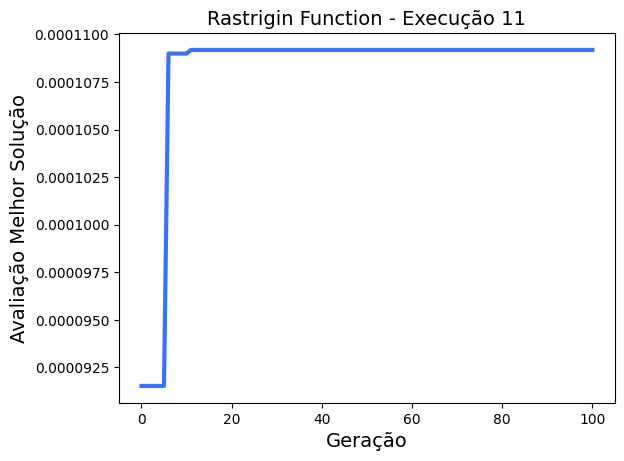 Rastrigin Function - Execução 11
Avaliação Melhor Solução
0.0001100
0.0001075
0.0001050
0.0001025
0.0001000
0.0000975
0.0000950
0.0000925
0 20 40 60 80 100
Geração